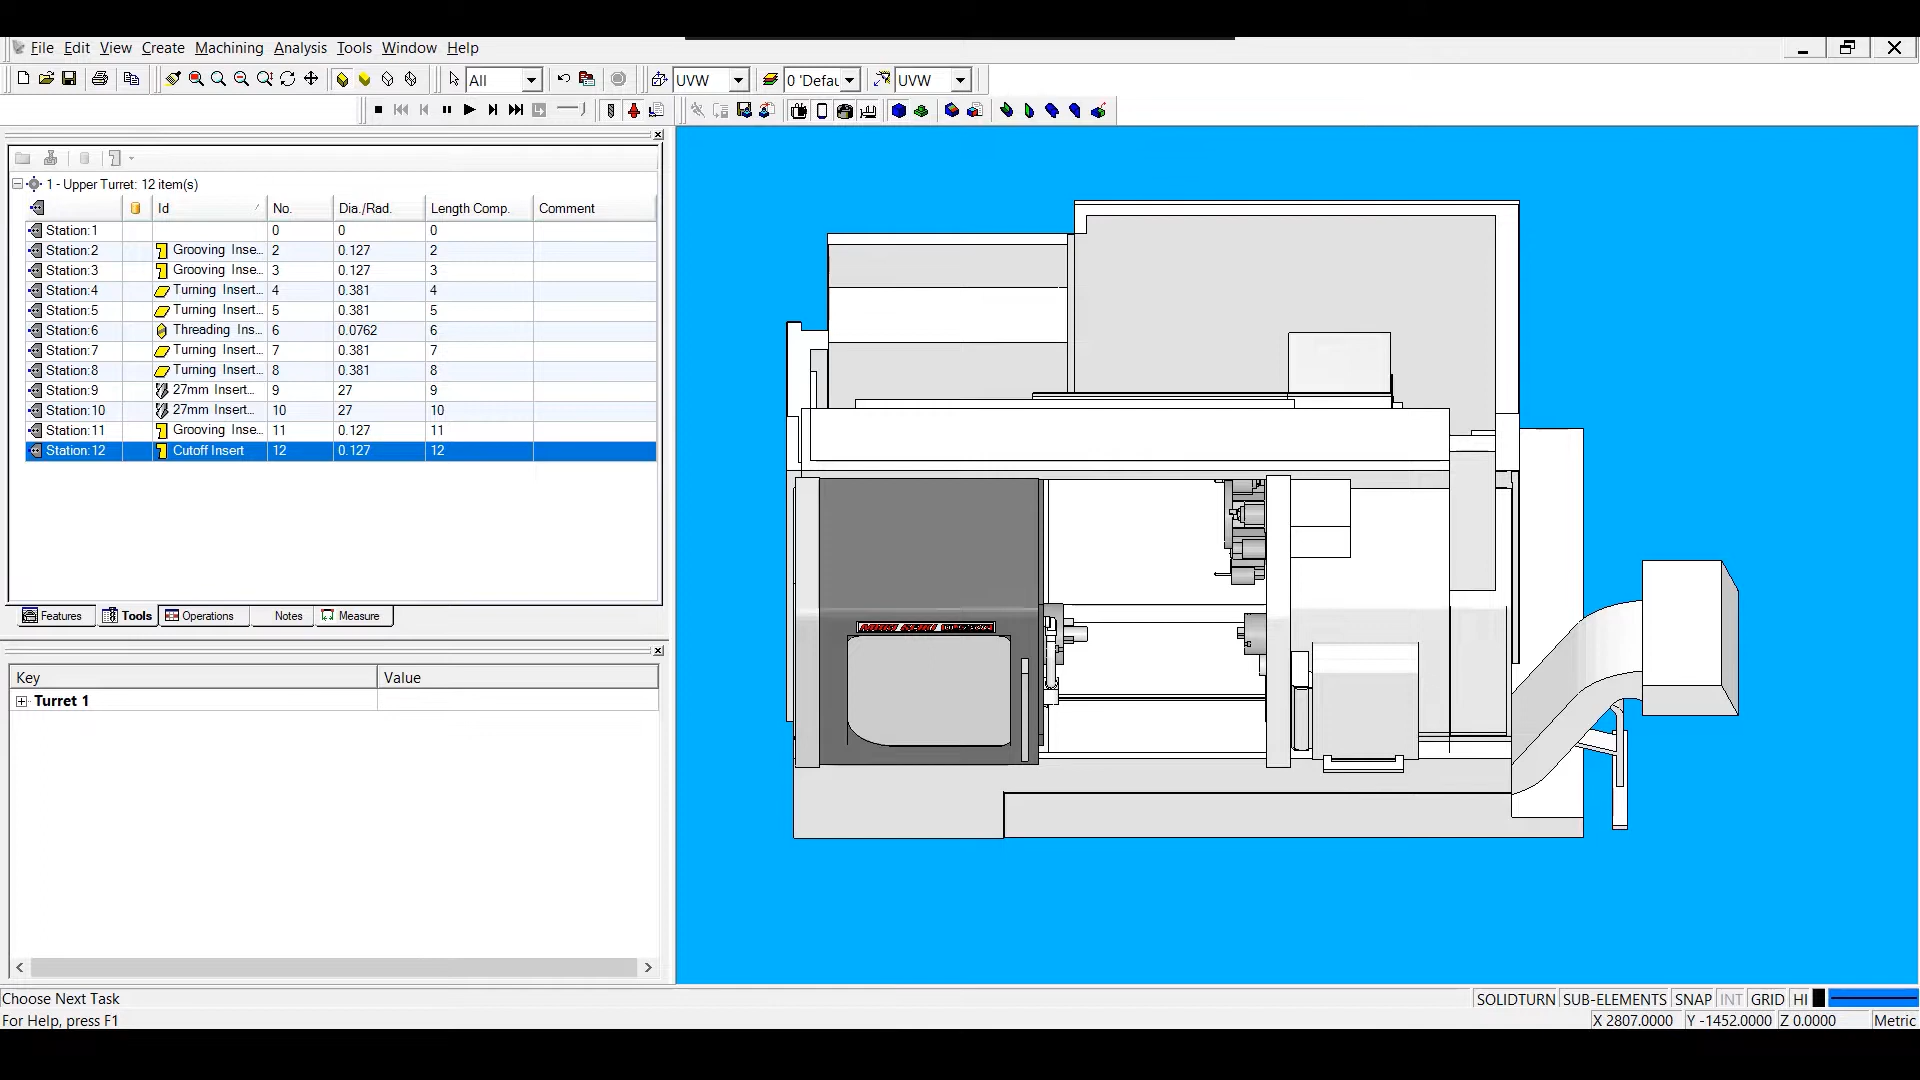 File Edit View Create Machining Analysis Tools Window Help
All UVW 0 'Defau UVW
1 - Upper Turret: 12 item(s)
Id No. Dia./Rad. Length Comp. Comment
Station:1 0 0 0
Station:2 Grooving Inse... 2 0.127 2
Station:3 Grooving Inse... 3 0.127 3
Station:4 Turning Insert... 4 0.381 4
Station:5 Turning Insert... 5 0.381 5
Station:6 Threading Ins... 6 0.0762 6
Station:7 Turning Insert... 7 0.381 7
Station:8 Turning Insert... 8 0.381 8
Station:9 27mm Insert... 9 27 9
Station:10 27mm Insert... 10 27 10
Station:11 Grooving Inse... 11 0.127 11
Station:12 Cutoff Insert 12 0.127 12
Features Tools Operations Notes Measure
Key Value
Turret 1
Choose Next Task
SOLIDTURN SUB-ELEMENTS SNAP INT GRID HI
For Help, press F1
X 2807.0000 Y -1452.0000 Z 0.0000 Metric